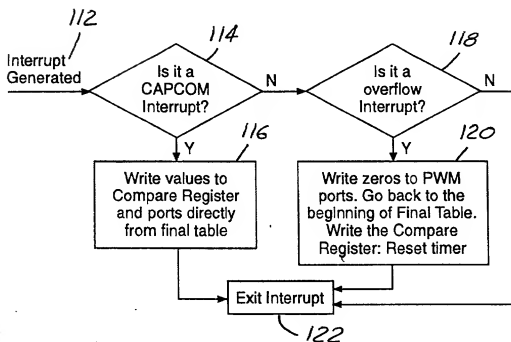 112
Interrupt
Generated
114
Is it a
CAPCOM
Interrupt?
N
Y
118
Is it a
overflow
Interrupt?
N
Y
116
Write values to
Compare Register
and ports directly
from final table
120
Write zeros to PWM
ports. Go back to the
beginning of Final Table.
Write the Compare
Register: Reset timer
Exit Interrupt
122